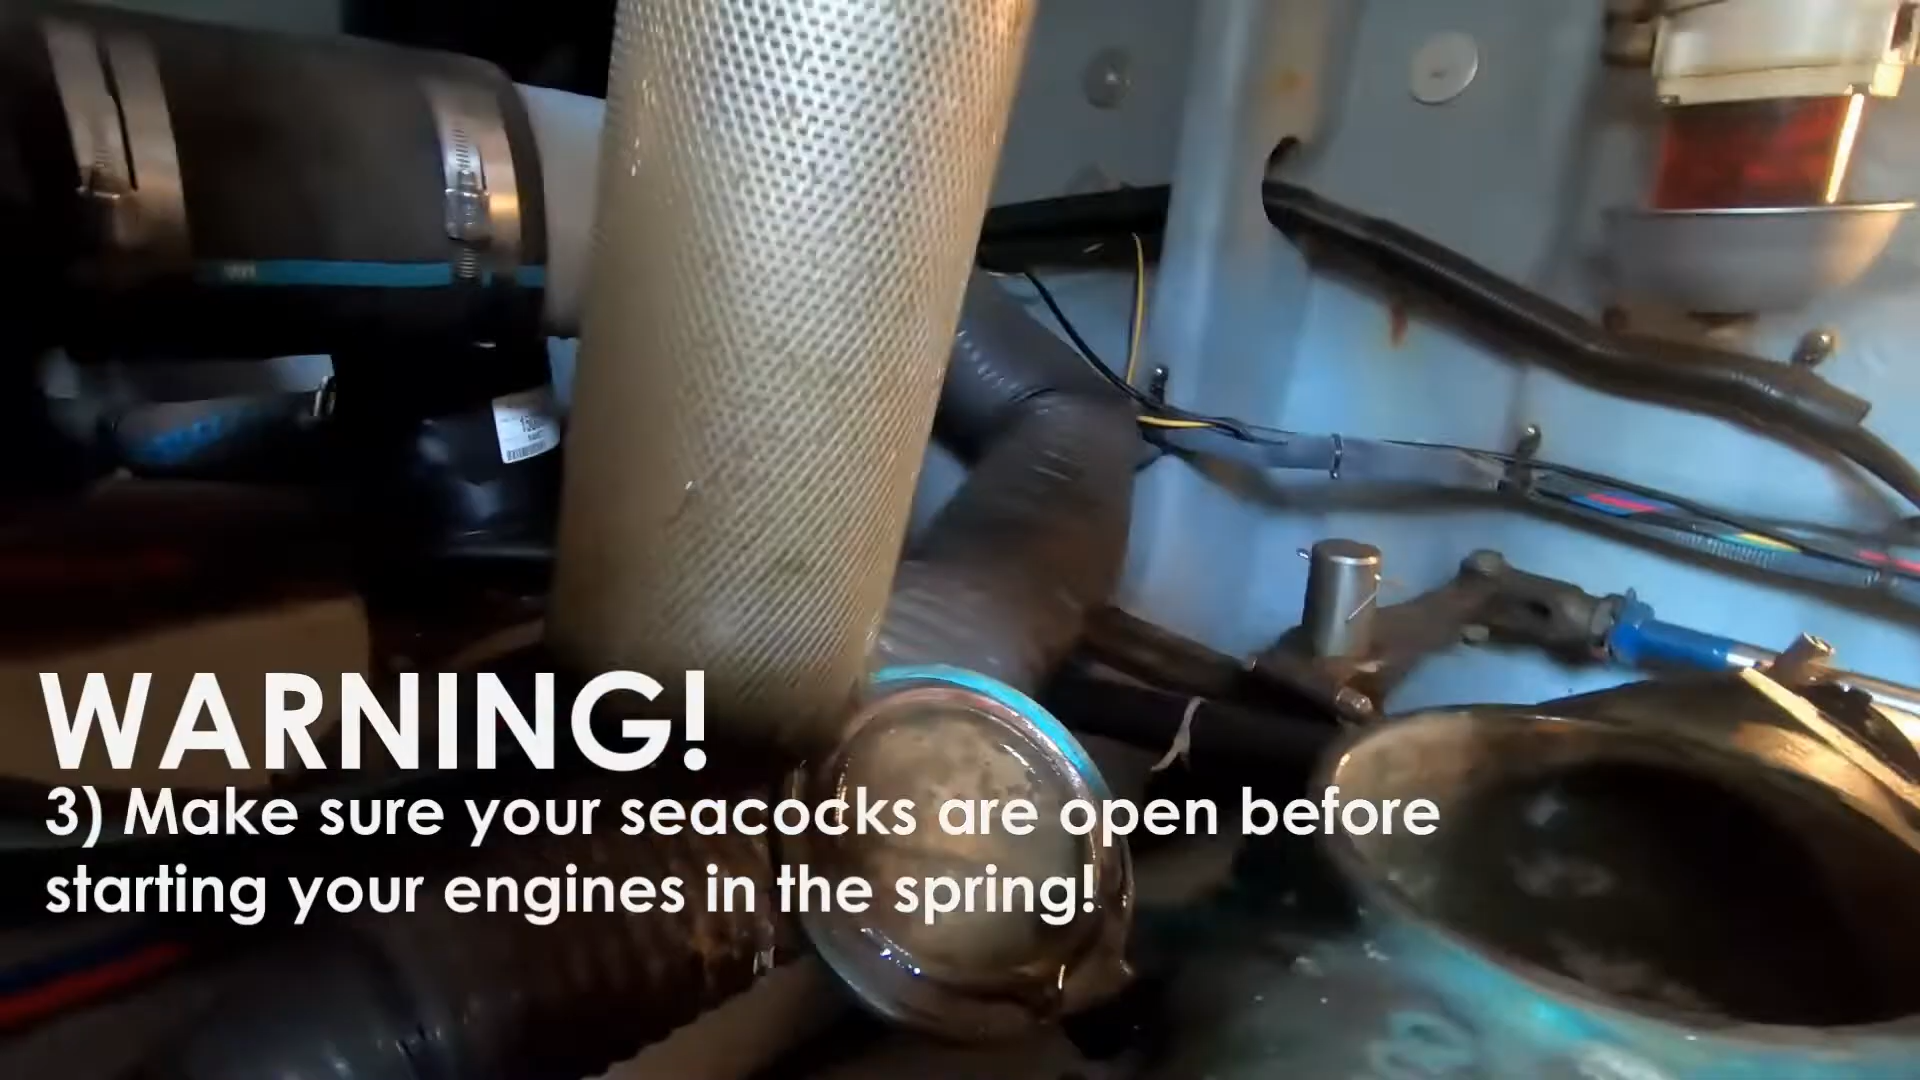 WARNING!
3) Make sure your seacocks are open before
starting your engines in the spring!